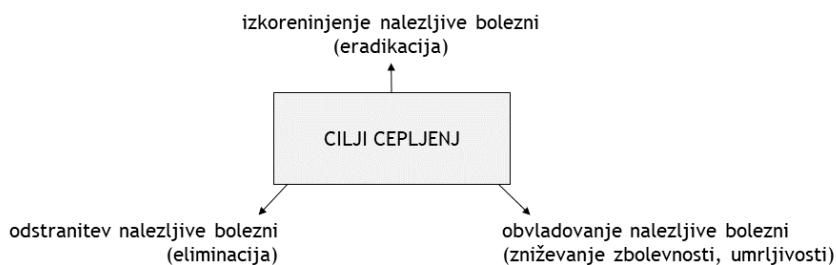 izkoreninjenje nalezljive bolezni
(eradikacija)
CILJI CEPLJENJ
odstranitev nalezljive bolezni
(eliminacija)
obvladovanje nalezljive bolezni
(zniževanje zbolevnosti, umrljivosti)